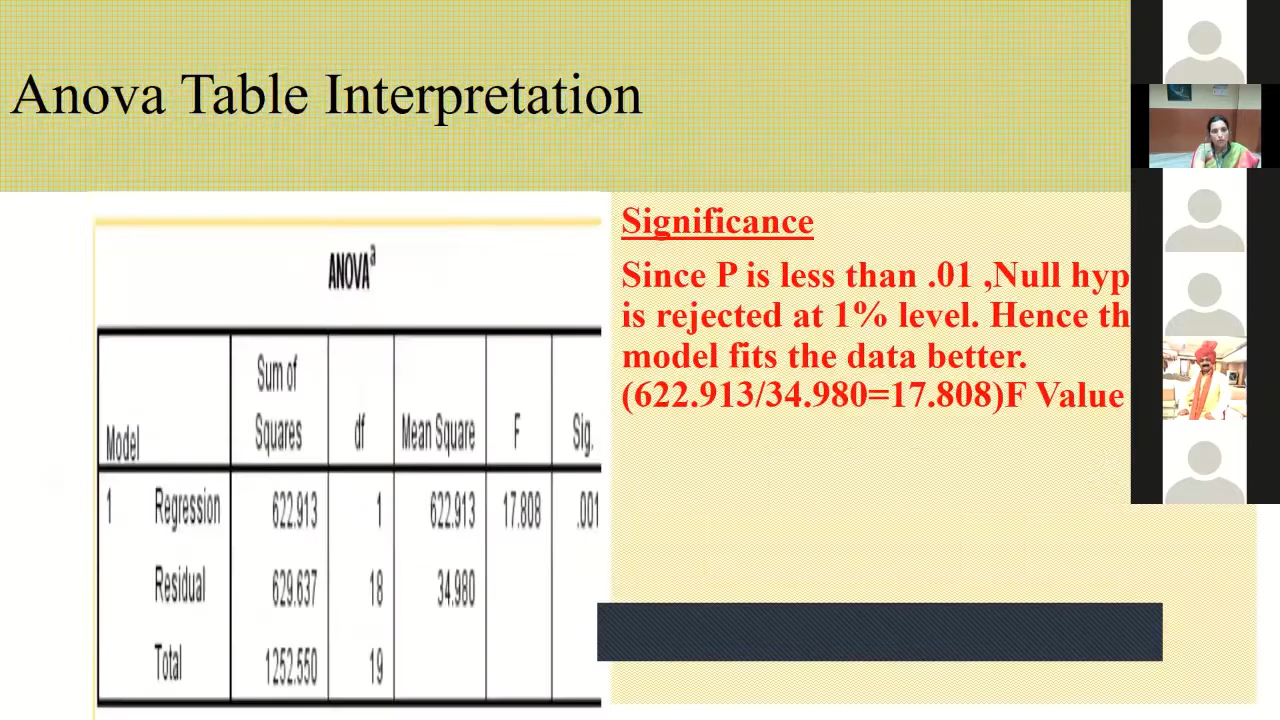 Anova Table Interpretation
ANOVAa
Model Sum of Squares df Mean Square F Sig.
1 Regression 622.913 1 622.913 17.808 .001
Residual 629.637 18 34.980
Total 1252.550 19
Significance
Since P is less than .01 ,Null hyp
is rejected at 1% level. Hence th
model fits the data better.
(622.913/34.980=17.808)F Value